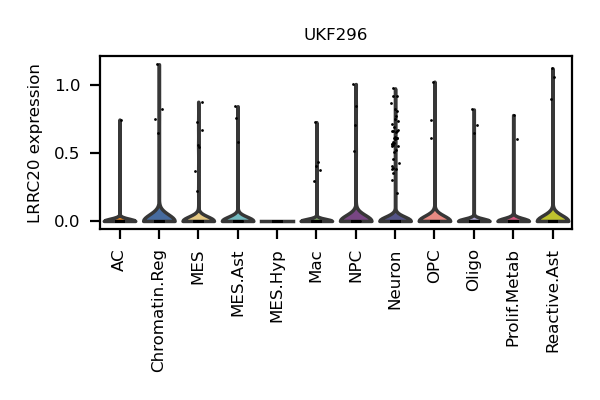 UKF296
LRRC20 expression
1.0
0.5
0.0
AC
Chromatin.Reg
MES
MES.Ast
MES.Hyp
Mac
NPC
Neuron
OPC
Oligo
Prolif.Metab
Reactive.Ast